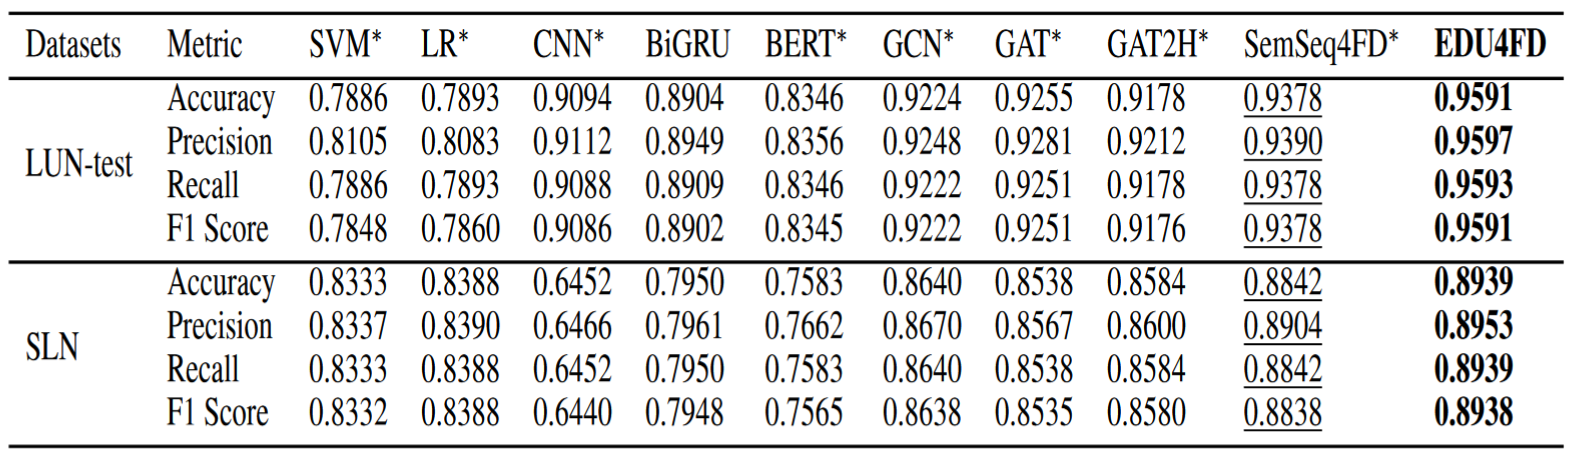 Datasets Metric SVM* LR* CNN* BiGRU BERT* GCN* GAT* GAT2H* SemSeq4FD* EDU4FD
Accuracy 0.7886 0.7893 0.9094 0.8904 0.8346 0.9224 0.9255 0.9178 0.9378 0.9591
Precision 0.8105 0.8083 0.9112 0.8949 0.8356 0.9248 0.9281 0.9212 0.9390 0.9597
LUN-test
Recall 0.7886 0.7893 0.9088 0.8909 0.8346 0.9222 0.9251 0.9178 0.9378 0.9593
F1 Score 0.7848 0.7860 0.9086 0.8902 0.8345 0.9222 0.9251 0.9176 0.9378 0.9591
Accuracy 0.8333 0.8388 0.6452 0.7950 0.7583 0.8640 0.8538 0.8584 0.8842 0.8939
Precision 0.8337 0.8390 0.6466 0.7961 0.7662 0.8670 0.8567 0.8600 0.8904 0.8953
SLN
Recall 0.8333 0.8388 0.6452 0.7950 0.7583 0.8640 0.8538 0.8584 0.8842 0.8939
F1 Score 0.8332 0.8388 0.6440 0.7948 0.7565 0.8638 0.8535 0.8580 0.8838 0.8938